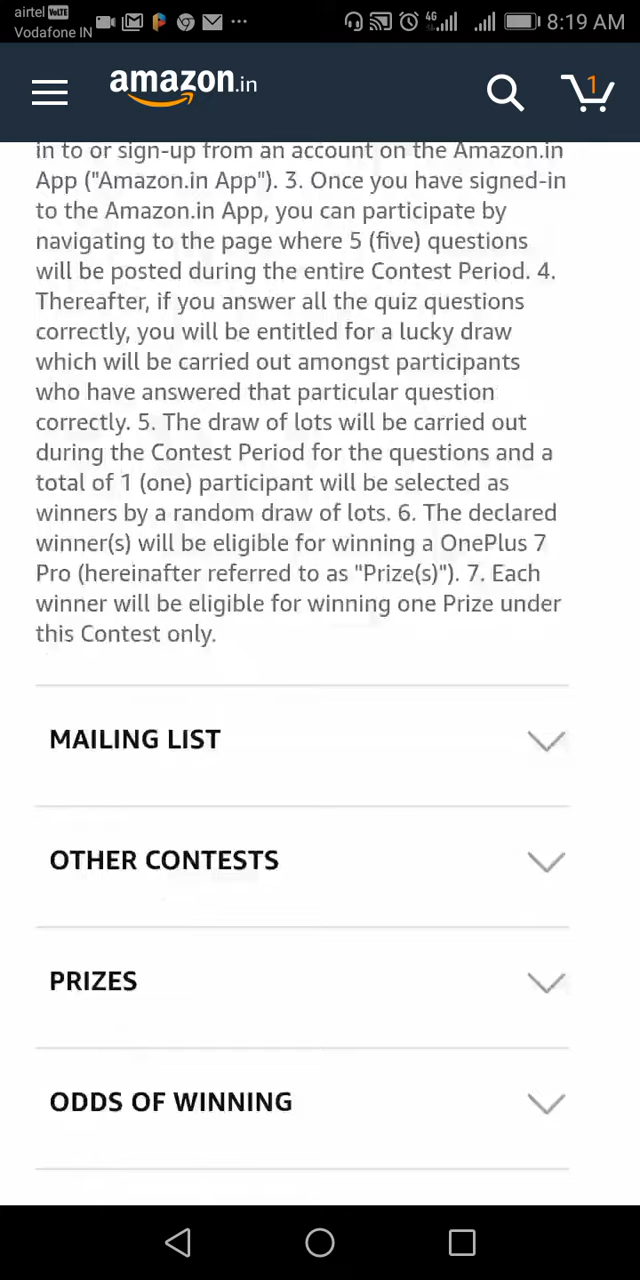 airtel VoLTE
Vodafone IN
4G
8:19 AM
amazon.in
1
in to or sign-up from an account on the Amazon.in
App ("Amazon.in App"). 3. Once you have signed-in
to the Amazon.in App, you can participate by
navigating to the page where 5 (five) questions
will be posted during the entire Contest Period. 4.
Thereafter, if you answer all the quiz questions
correctly, you will be entitled for a lucky draw
which will be carried out amongst participants
who have answered that particular question
correctly. 5. The draw of lots will be carried out
during the Contest Period for the questions and a
total of 1 (one) participant will be selected as
winners by a random draw of lots. 6. The declared
winner(s) will be eligible for winning a OnePlus 7
Pro (hereinafter referred to as "Prize(s)"). 7. Each
winner will be eligible for winning one Prize under
this Contest only.
MAILING LIST
OTHER CONTESTS
PRIZES
ODDS OF WINNING